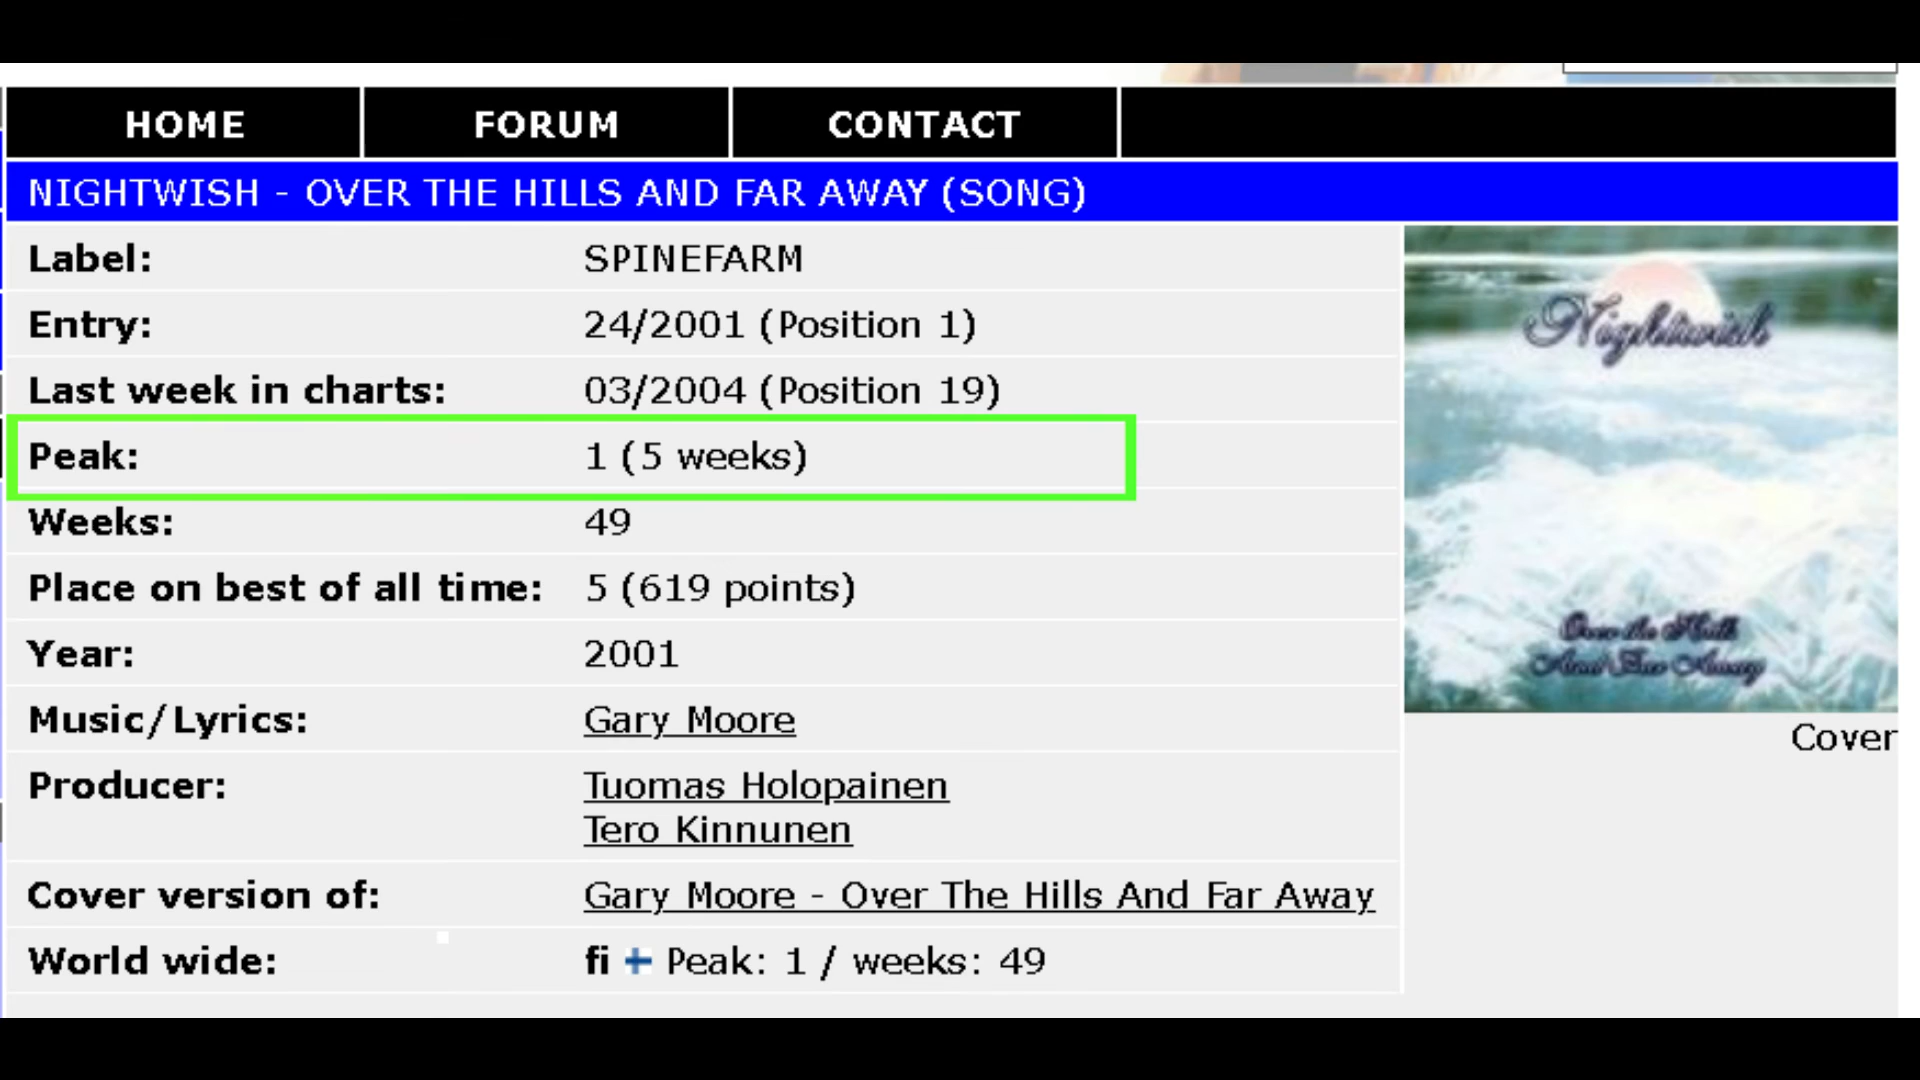 HOME FORUM CONTACT
NIGHTWISH - OVER THE HILLS AND FAR AWAY (SONG)
Label: SPINEFARM
Entry: 24/2001 (Position 1)
Last week in charts: 03/2004 (Position 19)
Peak: 1 (5 weeks)
Weeks: 49
Place on best of all time: 5 (619 points)
Year: 2001
Music/Lyrics: Gary Moore
Producer: Tuomas Holopainen
Tero Kinnunen
Cover version of: Gary Moore - Over The Hills And Far Away
World wide: fi Peak: 1 / weeks: 49
Nightwish
Over the Hills
And Far Away
Cover